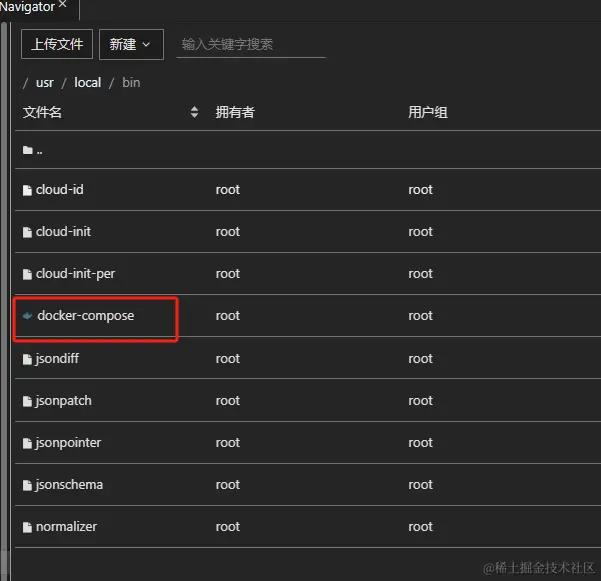 Navigator ×
上传文件 新建 输入关键字搜索
/ usr / local / bin
文件名 拥有者 用户组
..
cloud-id root root
cloud-init root root
cloud-init-per root root
docker-compose root root
jsondiff root root
jsonpatch root root
jsonpointer root root
jsonschema root root
normalizer root root
@稀土掘金技术社区